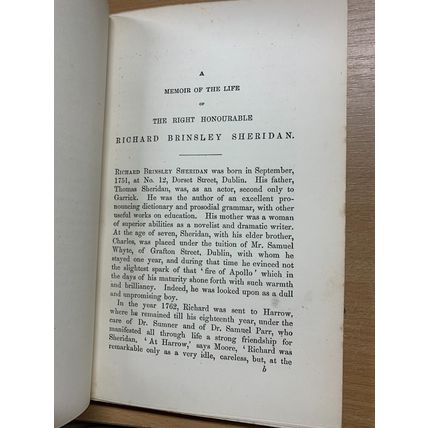 A
MEMOIR OF THE LIFE
OF
THE RIGHT HONOURABLE
RICHARD BRINSLEY SHERIDAN.
RICHARD BRINSLEY SHERIDAN was born in September,
1751, at No. 12, Dorset Street, Dublin. His father,
Thomas Sheridan, was, as an actor, second only to
Garrick. He was the author of an excellent pro-
nouncing dictionary and prosodial grammar, with other
useful works on education. His mother was a woman
of superior abilities as a novelist and dramatic writer.
At the age of seven, Sheridan, with his elder brother,
Charles, was placed under the tuition of Mr. Samuel
Whyte, of Grafton Street, Dublin, with whom he
stayed one year, and during that time he evinced not
the slightest spark of that 'fire of Apollo' which in
the days of his maturity shone forth with such warmth
and brilliancy. Indeed, he was looked upon as a dull
and unpromising boy.
In the year 1762, Richard was sent to Harrow,
where he remained till his eighteenth year, under the
care of Dr. Sumner and of Dr. Samuel Parr, who
manifested all through life a strong friendship for
Sheridan. 'At Harrow,' says Moore, 'Richard was
remarkable only as a very idle, careless, but, at the
b